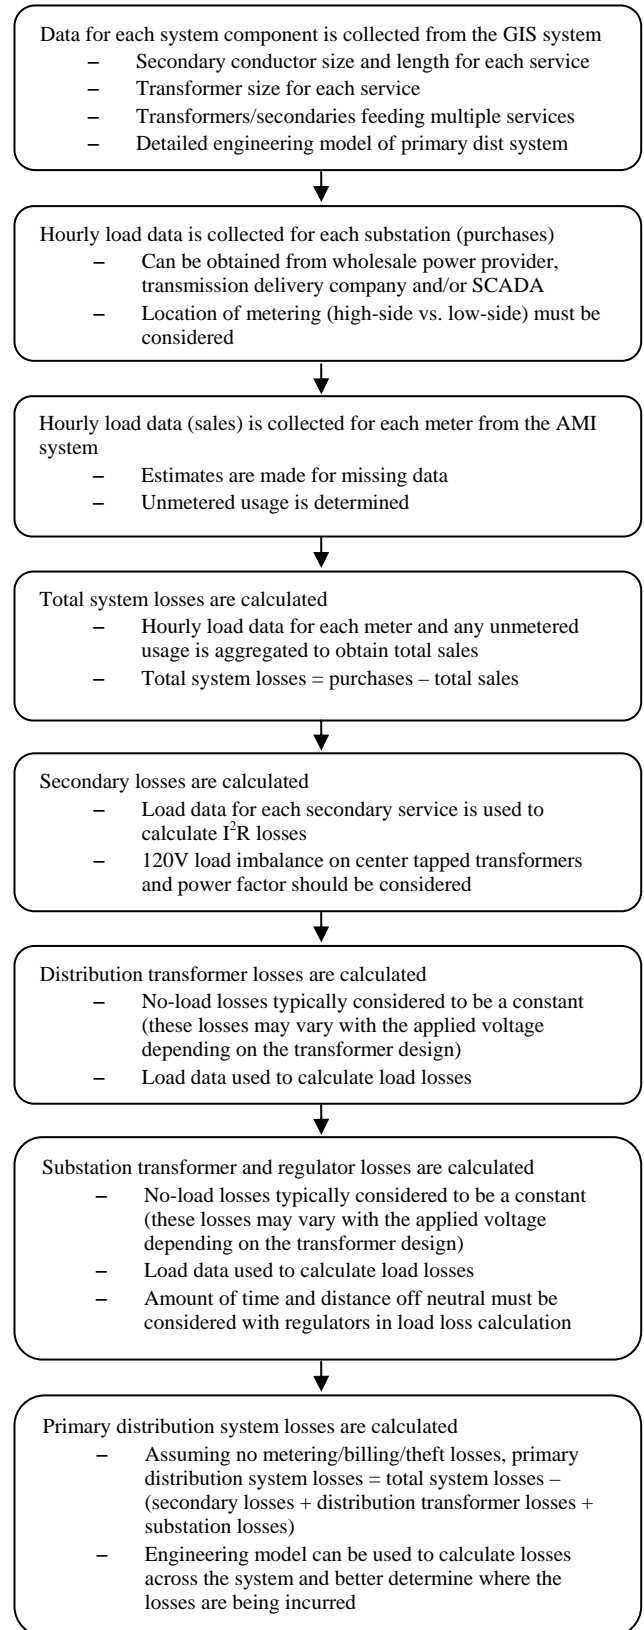 Data for each system component is collected from the GIS system
– Secondary conductor size and length for each service
– Transformer size for each service
– Transformers/secondaries feeding multiple services
– Detailed engineering model of primary dist system
Hourly load data is collected for each substation (purchases)
– Can be obtained from wholesale power provider,
transmission delivery company and/or SCADA
– Location of metering (high-side vs. low-side) must be
considered
Hourly load data (sales) is collected for each meter from the AMI
system
– Estimates are made for missing data
– Unmetered usage is determined
Total system losses are calculated
– Hourly load data for each meter and any unmetered
usage is aggregated to obtain total sales
– Total system losses = purchases – total sales
Secondary losses are calculated
– Load data for each secondary service is used to
calculate I²R losses
– 120V load imbalance on center tapped transformers
and power factor should be considered
Distribution transformer losses are calculated
– No-load losses typically considered to be a constant
(these losses may vary with the applied voltage
depending on the transformer design)
– Load data used to calculate load losses
Substation transformer and regulator losses are calculated
– No-load losses typically considered to be a constant
(these losses may vary with the applied voltage
depending on the transformer design)
– Load data used to calculate load losses
– Amount of time and distance off neutral must be
considered with regulators in load loss calculation
Primary distribution system losses are calculated
– Assuming no metering/billing/theft losses, primary
distribution system losses = total system losses –
(secondary losses + distribution transformer losses +
substation losses)
– Engineering model can be used to calculate losses
across the system and better determine where the
losses are being incurred